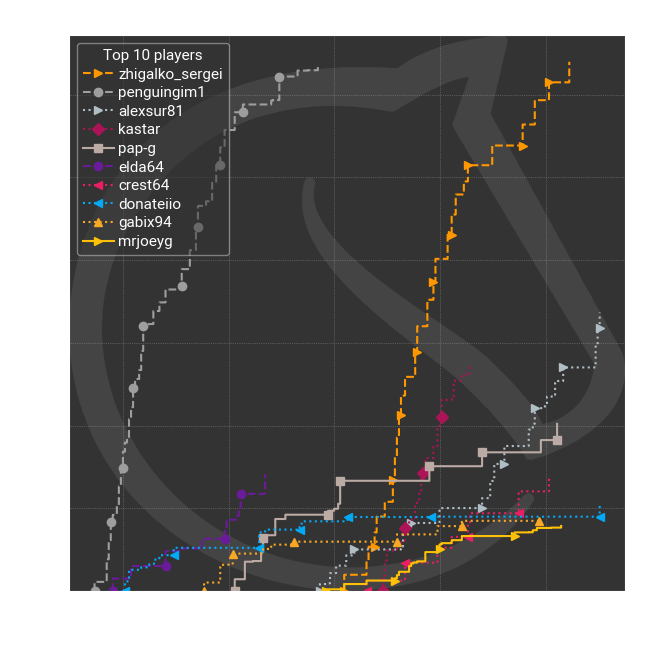 Top 10 players
zhigalko_sergei
penguingim1
alexsur81
kastar
pap-g
elda64
crest64
donateiio
gabix94
mrjoeyg